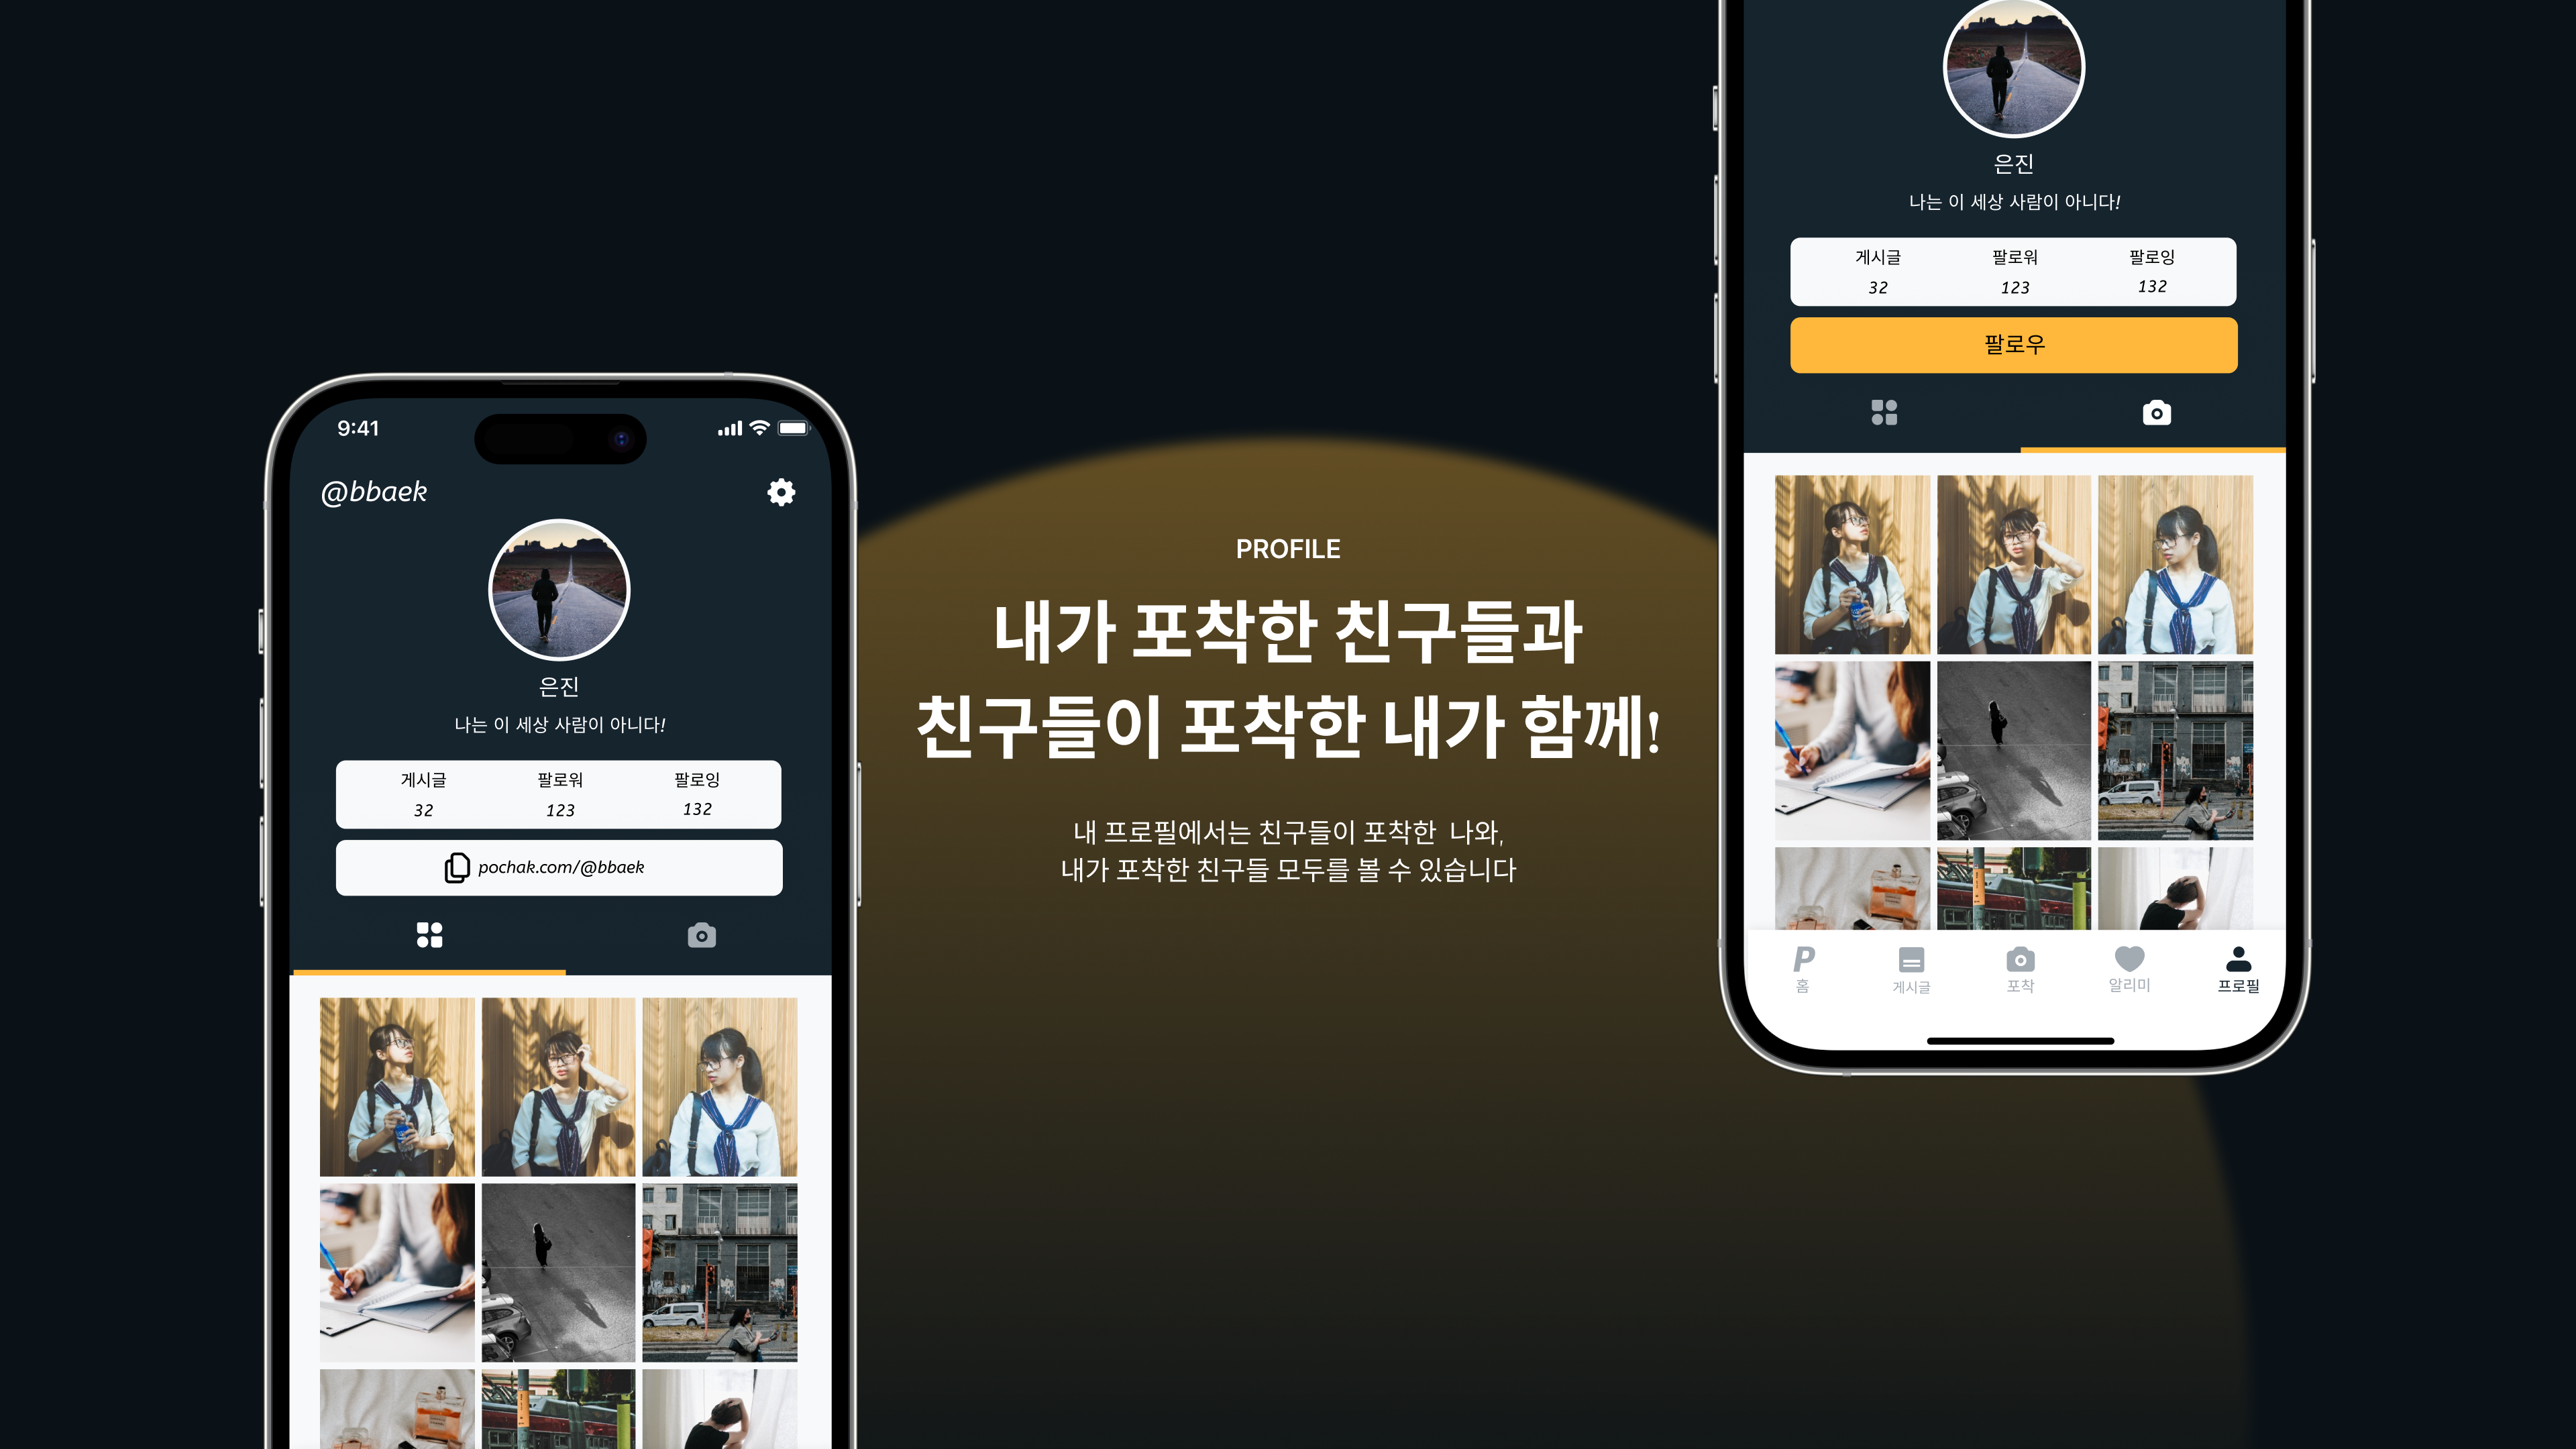 9:41
@bbaek
은진
나는 이 세상 사람이 아니다!
게시글 팔로워 팔로잉
32 123 132
pochak.com/@bbaek
PROFILE
내가 포착한 친구들과
친구들이 포착한 내가 함께!
내 프로필에서는 친구들이 포착한 나와,
내가 포착한 친구들 모두를 볼 수 있습니다
은진
나는 이 세상 사람이 아니다!
게시글 팔로워 팔로잉
32 123 132
팔로우
P
홈 게시글 포착 알리미 프로필